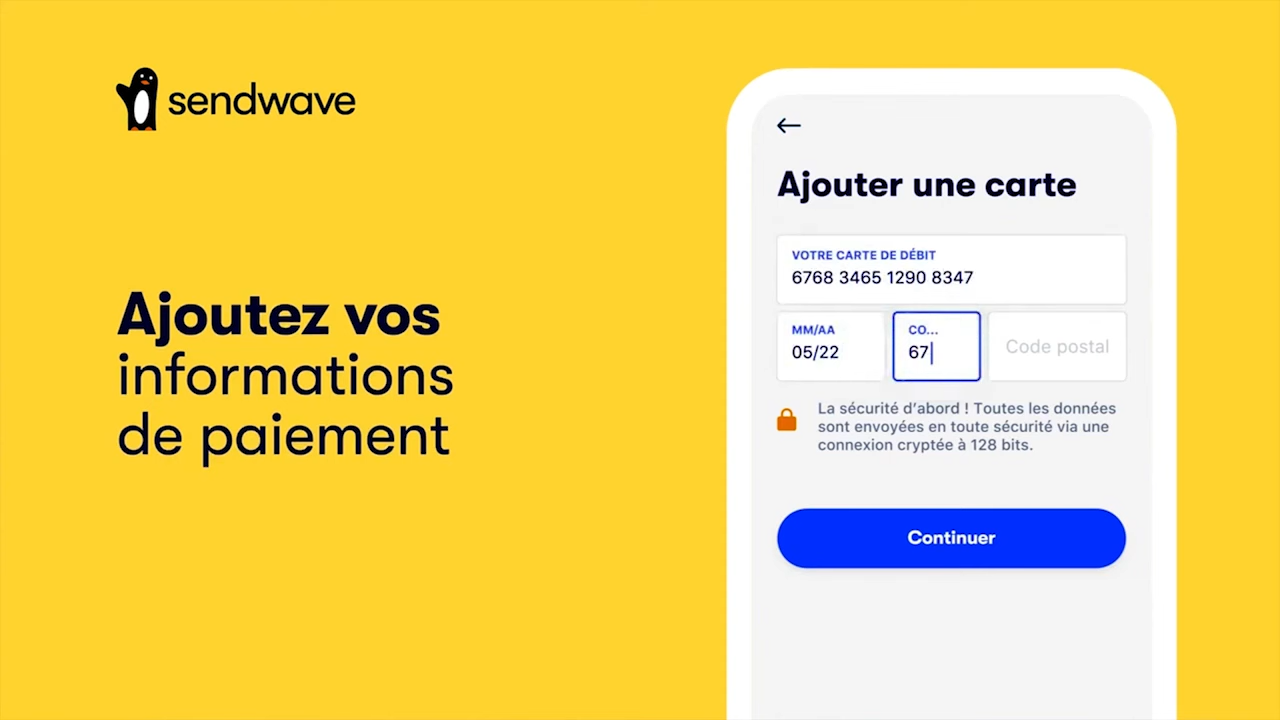 sendwave
Ajoutez vos
informations
de paiement
Ajouter une carte
VOTRE CARTE DE DÉBIT
6768 3465 1290 8347
MM/AA
05/22
CO...
67
Code postal
La sécurité d’abord ! Toutes les données
sont envoyées en toute sécurité via une
connexion cryptée à 128 bits.
Continuer